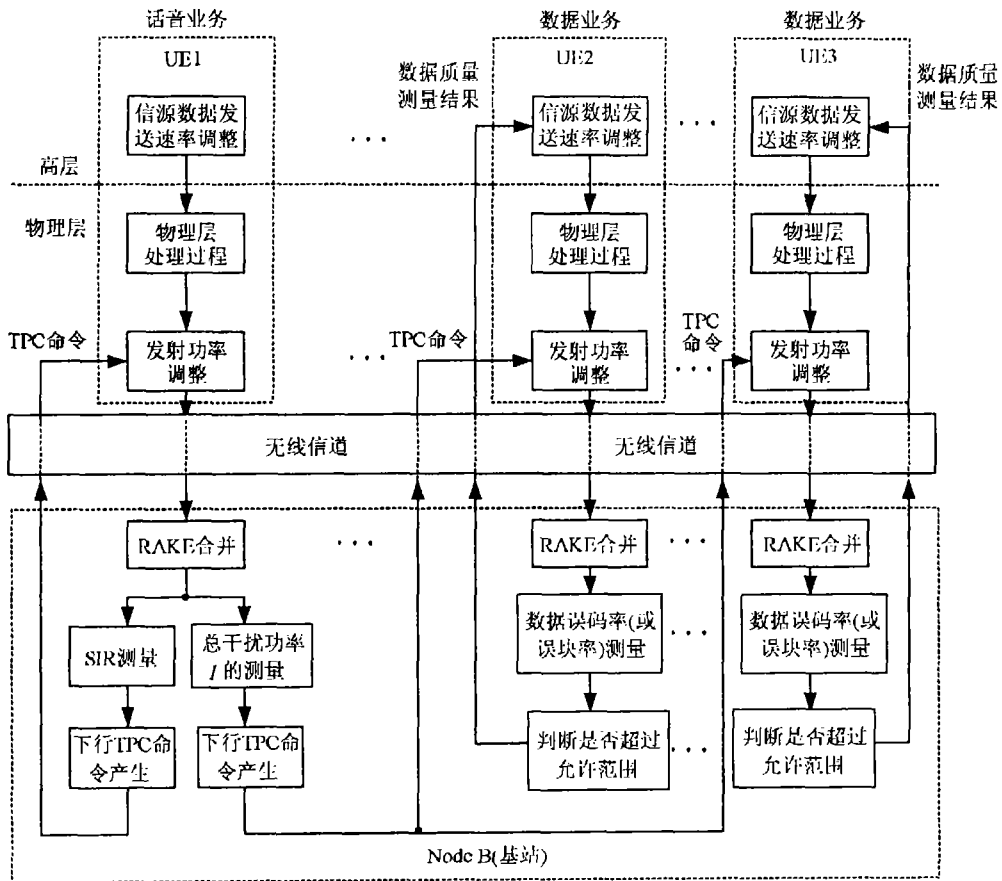 话音业务
数据业务
数据业务
UE1
UE2
UE3
数据质量
测量结果
数据质量
测量结果
信源数据发
送速率调整
信源数据发
送速率调整
信源数据发
送速率调整
高层
物理层
物理层
处理过程
物理层
处理过程
物理层
处理过程
TPC命令
TPC命令
TPC
命令
发射功率
调整
发射功率
调整
发射功率
调整
无线信道
无线信道
RAKE合并
RAKE合并
RAKE合并
SIR测量
总干扰功率
I的测量
数据误码率(或
误块率)测量
数据误码率(或
误块率)测量
下行TPC命
令产生
下行TPC命
令产生
判断是否超过
允许范围
判断是否超过
允许范围
Node B(基站)